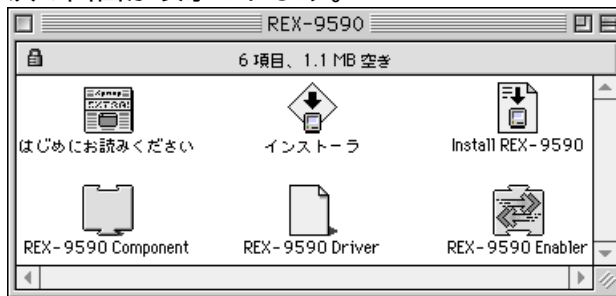 REX-9590
6 項目、1.1 MB 空き
はじめにお読みください
インストーラ
Install REX-9590
REX-9590 Component
REX-9590 Driver
REX-9590 Enabler